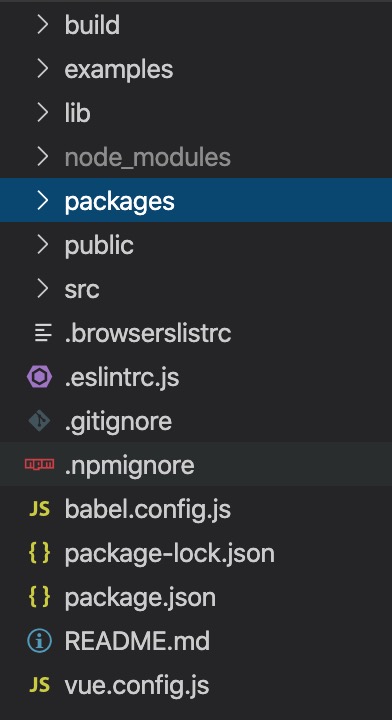 build
examples
lib
node_modules
packages
public
src
.browserslistrc
.eslintrc.js
.gitignore
npm .npmignore
JS babel.config.js
{} package-lock.json
{} package.json
README.md
JS vue.config.js